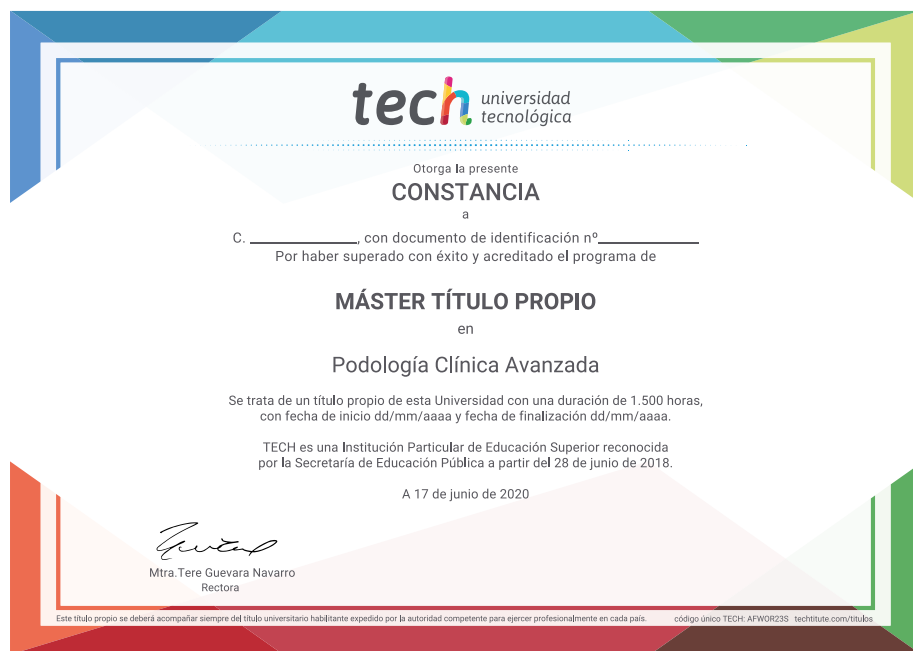 tech universidad
tecnológica
Otorga la presente
CONSTANCIA
a
C. ____________, con documento de identificación nº____________
Por haber superado con éxito y acreditado el programa de
MÁSTER TÍTULO PROPIO
en
Podología Clínica Avanzada
Se trata de un título propio de esta Universidad con una duración de 1.500 horas,
con fecha de inicio dd/mm/aaaa y fecha de finalización dd/mm/aaaa.
TECH es una Institución Particular de Educación Superior reconocida
por la Secretaría de Educación Pública a partir del 28 de junio de 2018.
A 17 de junio de 2020
Mtra.Tere Guevara Navarro
Rectora
Este título propio se deberá acompañar siempre del título universitario habilitante expedido por la autoridad competente para ejercer profesionalmente en cada país. código único TECH: AFWOR23S techtitute.com/titulos